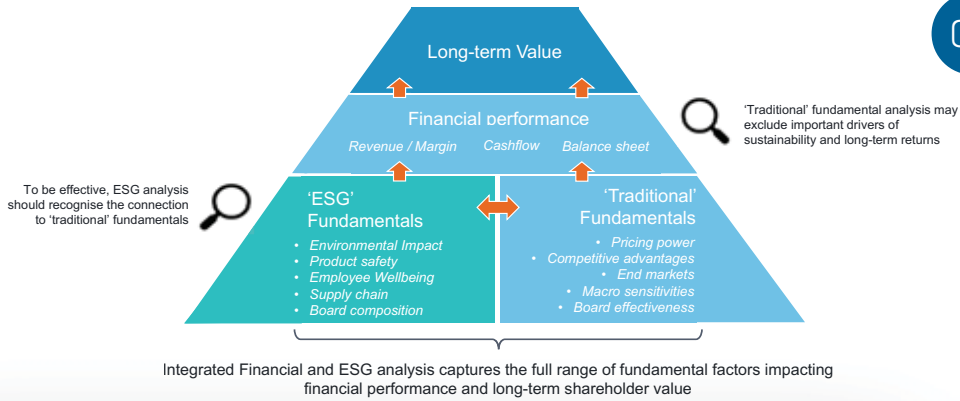 Long-term Value
Financial performance
Revenue / Margin Cashflow Balance sheet
'Traditional' fundamental analysis may
exclude important drivers of
sustainability and long-term returns
To be effective, ESG analysis
should recognise the connection
to 'traditional' fundamentals
'ESG'
Fundamentals
• Environmental Impact
• Product safety
• Employee Wellbeing
• Supply chain
• Board composition
'Traditional'
Fundamentals
• Pricing power
• Competitive advantages
• End markets
• Macro sensitivities
• Board effectiveness
Integrated Financial and ESG analysis captures the full range of fundamental factors impacting
financial performance and long-term shareholder value